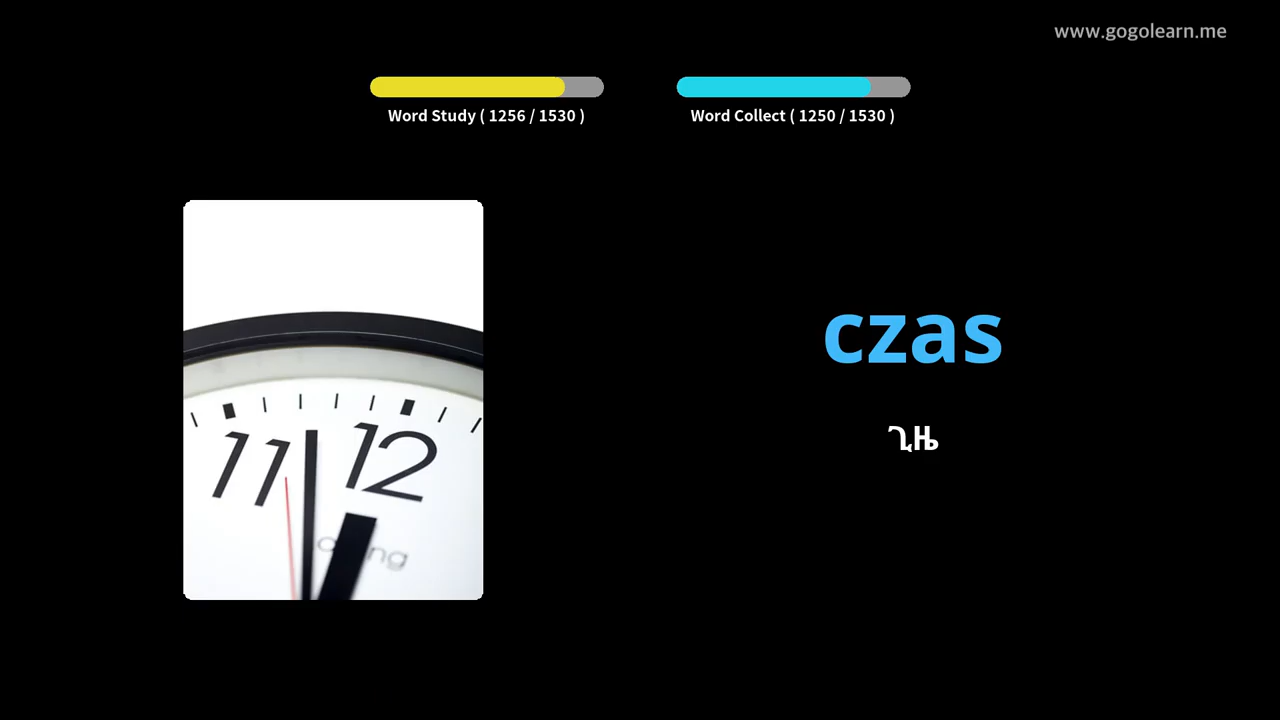 www.gogolearn.me
Word Study ( 1256 / 1530 )
Word Collect ( 1250 / 1530 )
czas
ጊዜ
11 12